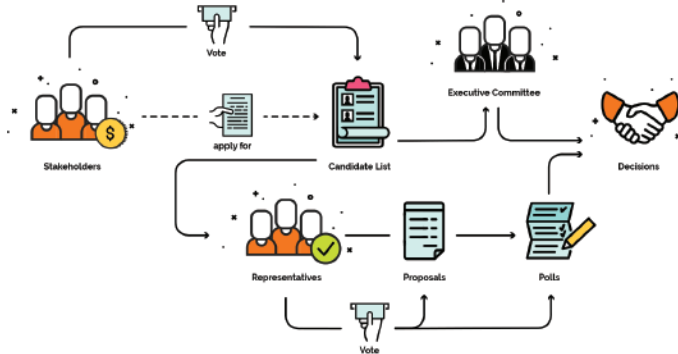 Vote
Executive Committee
apply for
Stakeholders
Candidate List
Decisions
Representatives
Proposals
Polls
Vote
$